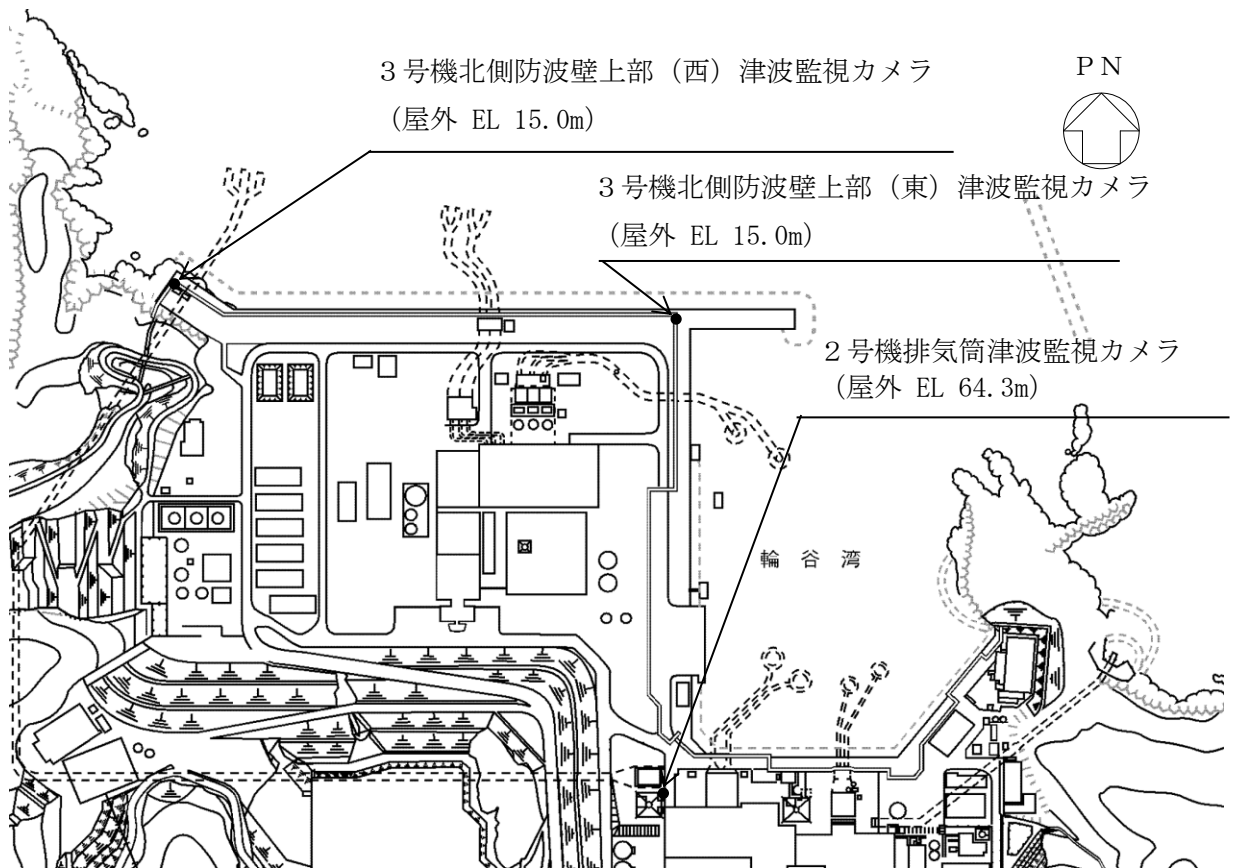 3号機北側防波壁上部（西）津波監視カメラ
(屋外 EL 15.0m)
PN
3号機北側防波壁上部（東）津波監視カメラ
(屋外 EL 15.0m)
2号機排気筒津波監視カメラ
(屋外 EL 64.3m)
輪谷湾